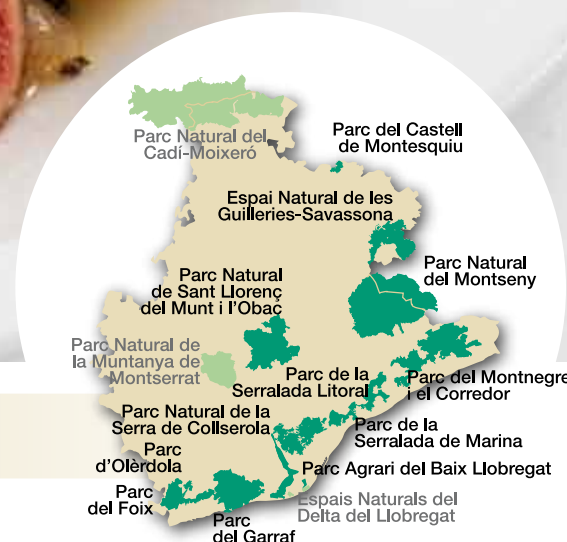 Parc Natural del
Cadí-Moixeró
Parc del Castell
de Montesquiu
Espai Natural de les
Guilleries-Savassona
Parc Natural
del Montseny
Parc Natural
de Sant Llorenç
del Munt i l'Obac
Parc Natural de
la Muntanya de
Montserrat
Parc de la
Serralada Litoral
Parc del Montnegre
i el Corredor
Parc Natural de la
Serra de Collserola
Parc de la
Serralada de Marina
Parc
d'Olèrdola
Parc Agrari del Baix Llobregat
Parc
del Foix
Espais Naturals del
Delta del Llobregat
Parc
del Garraf